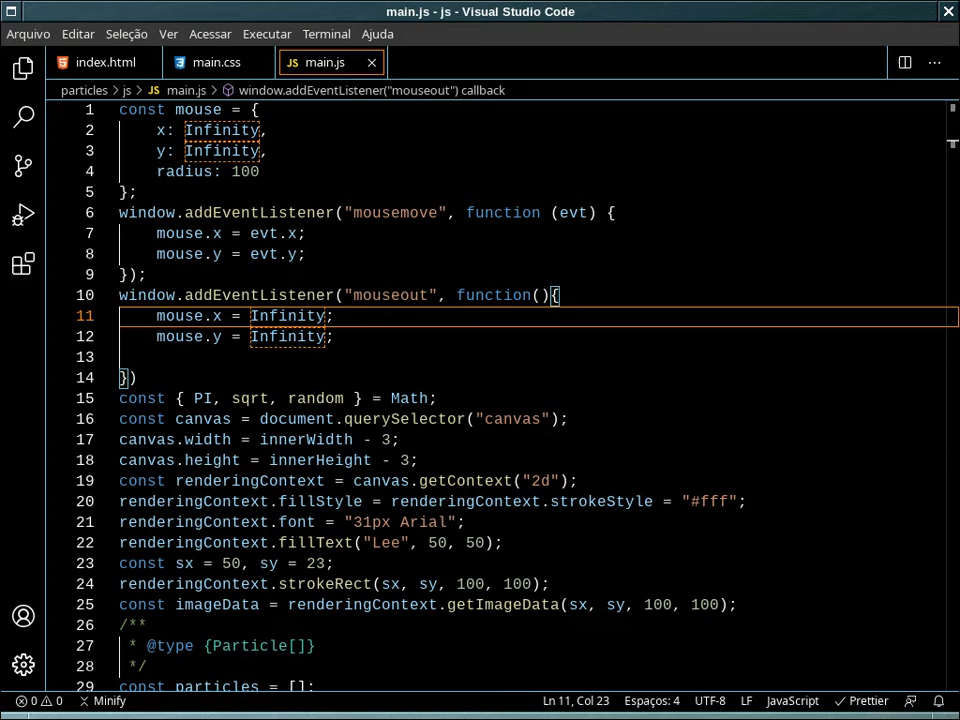 main.js - js - Visual Studio Code
Arquivo Editar Seleção Ver Acessar Executar Terminal Ajuda
index.html main.css JS main.js
particles > js > JS main.js > window.addEventListener("mouseout") callback
1 const mouse = {
2 x: Infinity,
3 y: Infinity,
4 radius: 100
5 };
6 window.addEventListener("mousemove", function (evt) {
7 mouse.x = evt.x;
8 mouse.y = evt.y;
9 });
10 window.addEventListener("mouseout", function(){
11 mouse.x = Infinity;
12 mouse.y = Infinity;
13
14 })
15 const { PI, sqrt, random } = Math;
16 const canvas = document.querySelector("canvas");
17 canvas.width = innerWidth - 3;
18 canvas.height = innerHeight - 3;
19 const renderingContext = canvas.getContext("2d");
20 renderingContext.fillStyle = renderingContext.strokeStyle = "#fff";
21 renderingContext.font = "31px Arial";
22 renderingContext.fillText("Lee", 50, 50);
23 const sx = 50, sy = 23;
24 renderingContext.strokeRect(sx, sy, 100, 100);
25 const imageData = renderingContext.getImageData(sx, sy, 100, 100);
26 /**
27 * @type {Particle[]}
28 */
29 const particles = [];
0 0 Minify Ln 11, Col 23 Espaços: 4 UTF-8 LF JavaScript Prettier